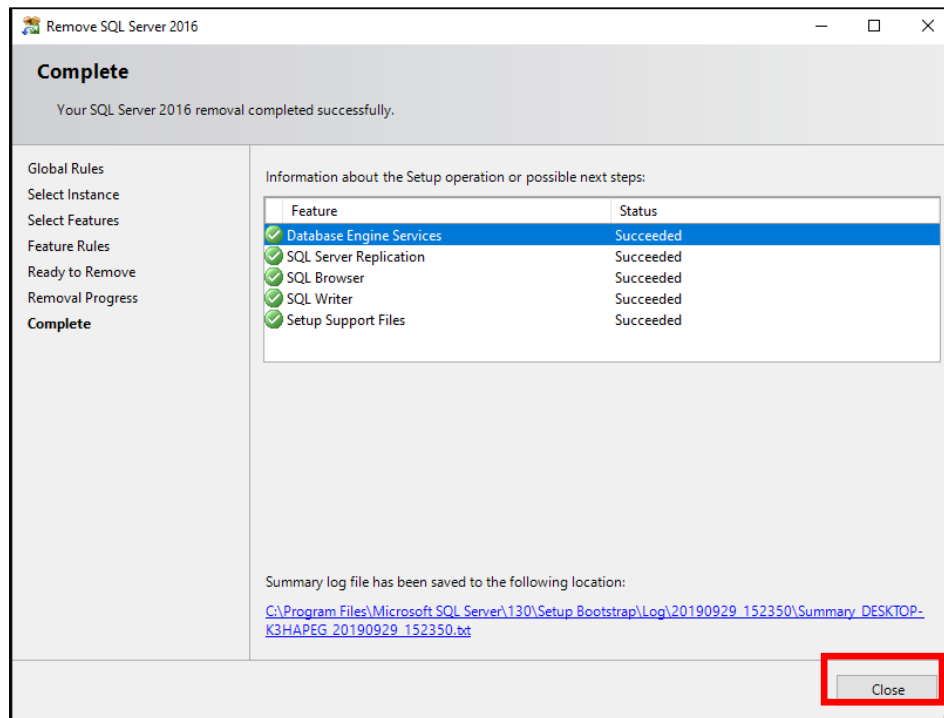 Remove SQL Server 2016
Complete
Your SQL Server 2016 removal completed successfully.
Global Rules
Select Instance
Select Features
Feature Rules
Ready to Remove
Removal Progress
Complete
Information about the Setup operation or possible next steps:
Feature Status
Database Engine Services Succeeded
SQL Server Replication Succeeded
SQL Browser Succeeded
SQL Writer Succeeded
Setup Support Files Succeeded
Summary log file has been saved to the following location:
C:\Program Files\Microsoft SQL Server\130\Setup Bootstrap\Log\20190929_152350\Summary_DESKTOP-
K3HAPEG_20190929_152350.txt
Close